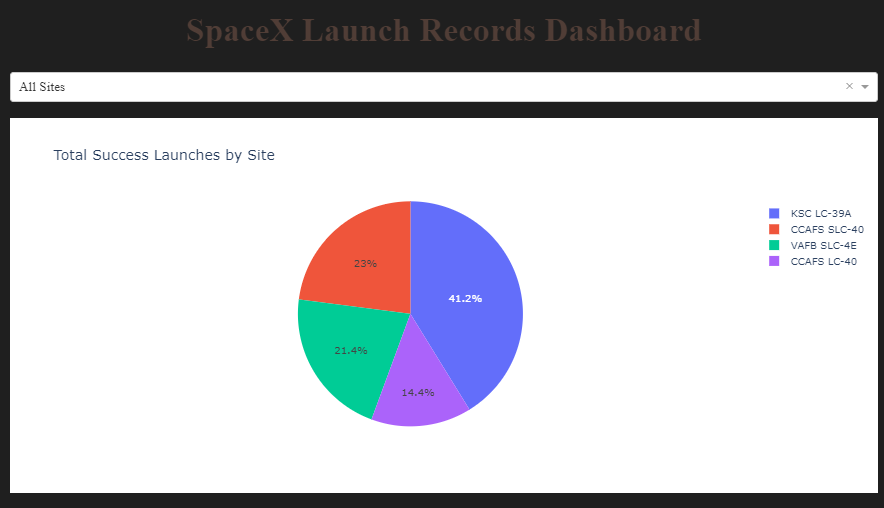 SpaceX Launch Records Dashboard
All Sites
Total Success Launches by Site
KSC LC-39A
CCAFS SLC-40
VAFB SLC-4E
CCAFS LC-40
23%
41.2%
21.4%
14.4%